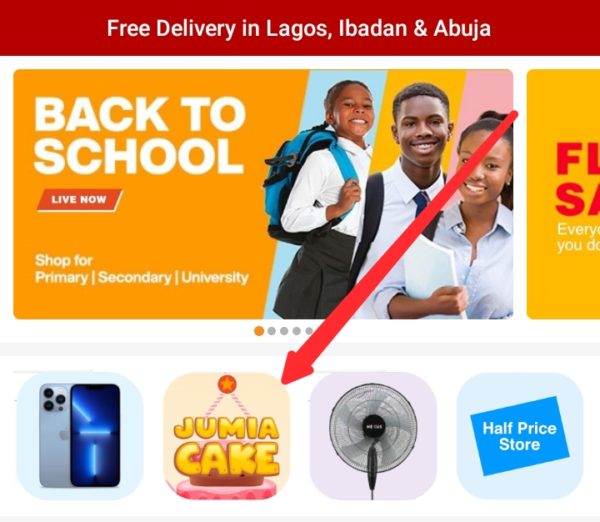 Free Delivery in Lagos, Ibadan & Abuja
BACK TO
SCHOOL
LIVE NOW
Shop for
Primary | Secondary | University
FL
SA
Everyo
you do
JUMIA
CAKE
Half Price
Store